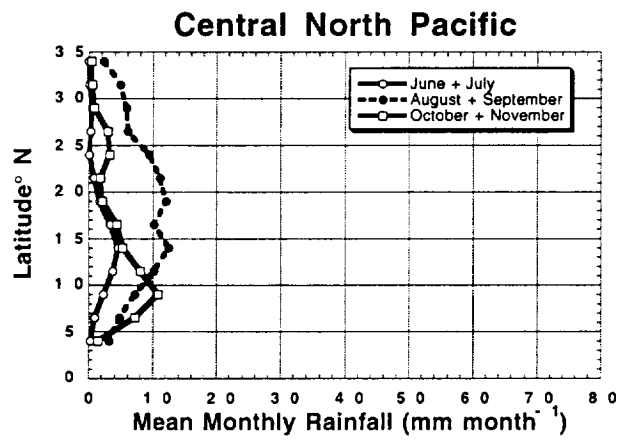 Central North Pacific
35
30
25
20
15
10
5
0
Latitude° N
June + July
August + September
October + November
0 10 20 30 40 50 60 70 80
Mean Monthly Rainfall (mm month⁻¹)